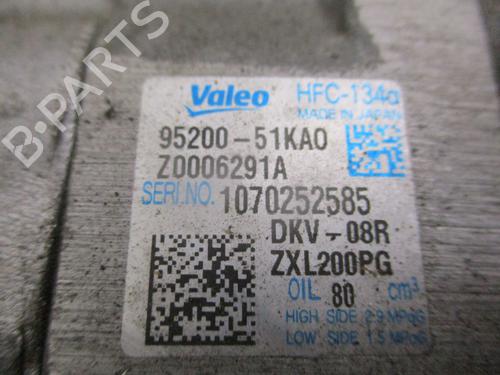 Valeo HFC-134a
MADE IN JAPAN
95200-51KA0
Z0006291A
SERI.NO. 1070252585
DKV-08R
ZXL200PG
OIL 80 cm³
HIGH SIDE 2.9 MPaG
LOW SIDE 1.5 MPaG
B-PARTS